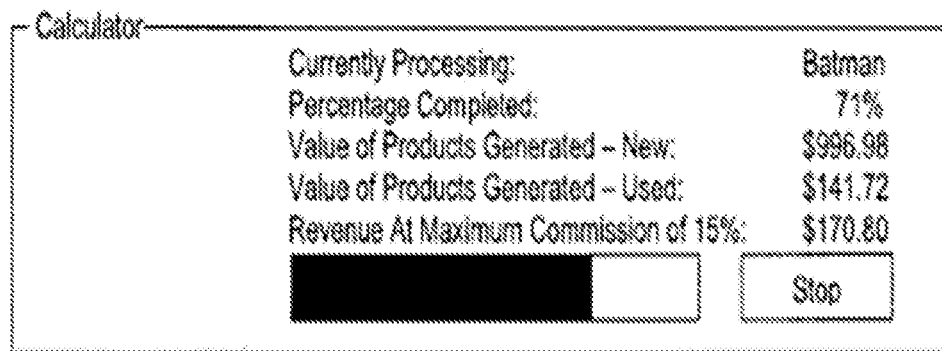 Calculator
Currently Processing: Batman
Percentage Completed: 71%
Value of Products Generated – New: $996.98
Value of Products Generated – Used: $141.72
Revenue At Maximum Commission of 15%: $170.80
Stop